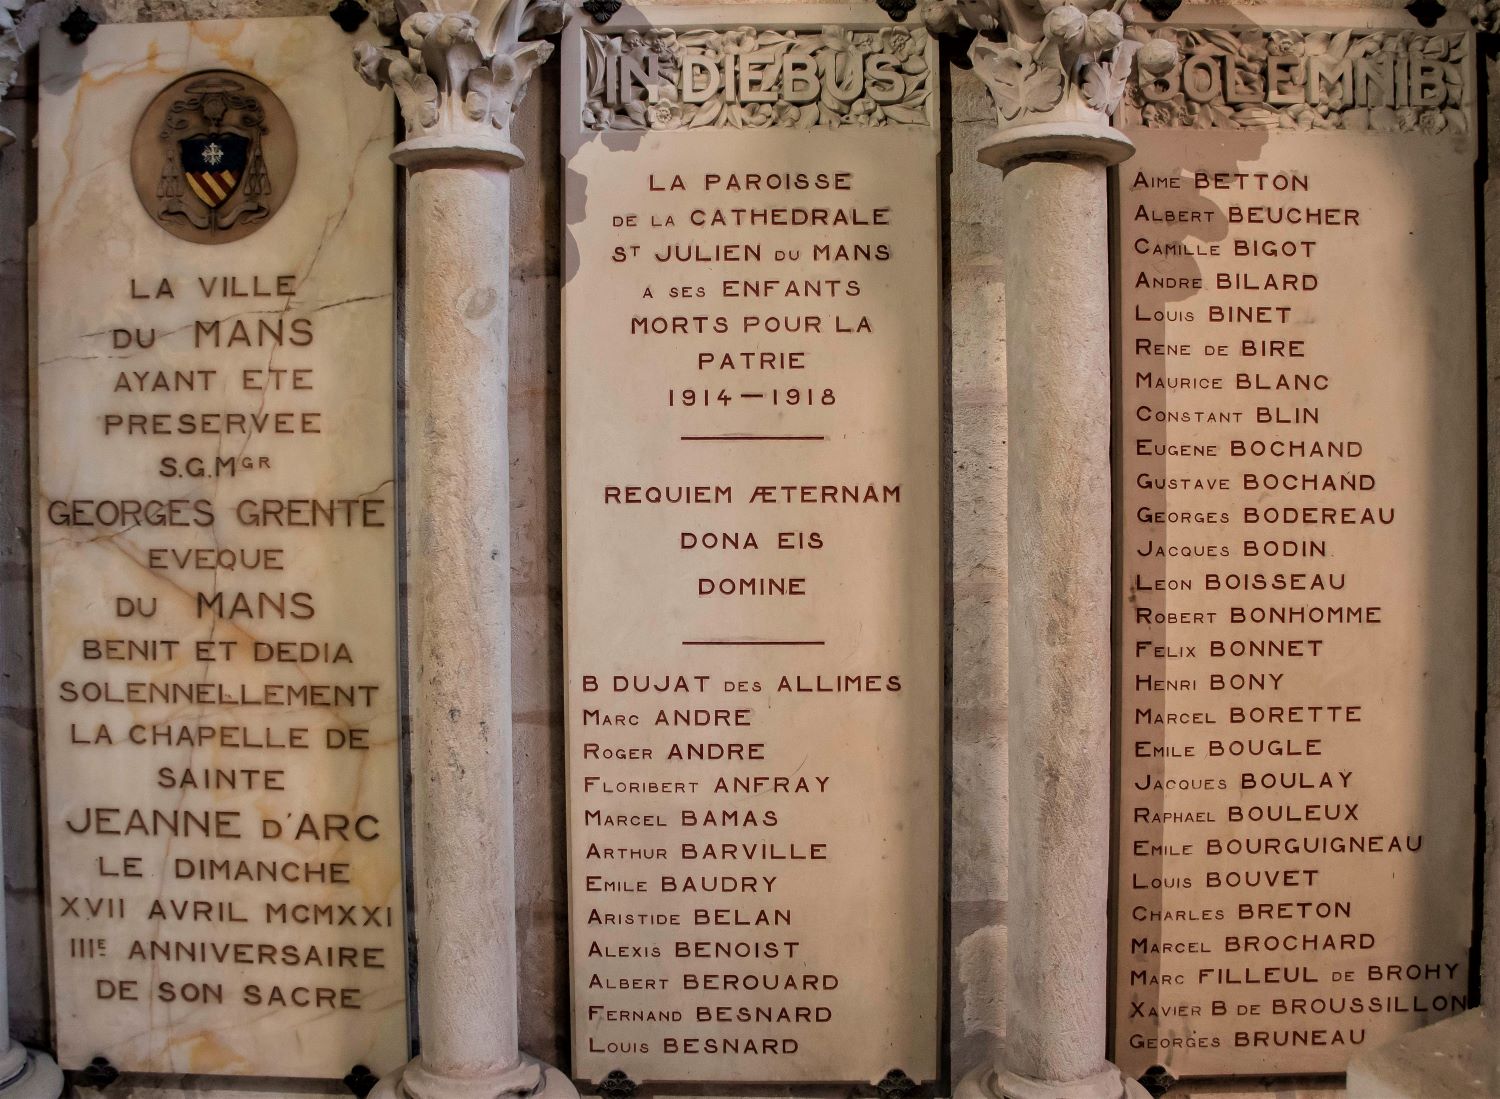 LA VILLE
DU MANS
AYANT ETE
PRESERVEE
S.G.MGR
GEORGES GRENTE
EVEQUE
DU MANS
BENIT ET DEDIA
SOLENNELLEMENT
LA CHAPELLE DE
SAINTE
JEANNE D'ARC
LE DIMANCHE
XVII AVRIL MCMXXI
IIIE ANNIVERSAIRE
DE SON SACRE
IN DIEBUS
LA PAROISSE
DE LA CATHEDRALE
ST JULIEN DU MANS
A SES ENFANTS
MORTS POUR LA
PATRIE
1914-1918
REQUIEM ÆTERNAM
DONA EIS
DOMINE
B DUJAT DES ALLIMES
MARC ANDRE
ROGER ANDRE
FLORIBERT ANFRAY
MARCEL BAMAS
ARTHUR BARVILLE
EMILE BAUDRY
ARISTIDE BELAN
ALEXIS BENOIST
ALBERT BEROUARD
FERNAND BESNARD
LOUIS BESNARD
SOLEMNIB
AIME BETTON
ALBERT BEUCHER
CAMILLE BIGOT
ANDRE BILARD
LOUIS BINET
RENE DE BIRE
MAURICE BLANC
CONSTANT BLIN
EUGENE BOCHAND
GUSTAVE BOCHAND
GEORGES BODEREAU
JACQUES BODIN
LEON BOISSEAU
ROBERT BONHOMME
FELIX BONNET
HENRI BONY
MARCEL BORETTE
EMILE BOUGLE
JACQUES BOULAY
RAPHAEL BOULEUX
EMILE BOURGUIGNEAU
LOUIS BOUVET
CHARLES BRETON
MARCEL BROCHARD
MARC FILLEUL DE BROHY
XAVIER B DE BROUSSILLON
GEORGES BRUNEAU